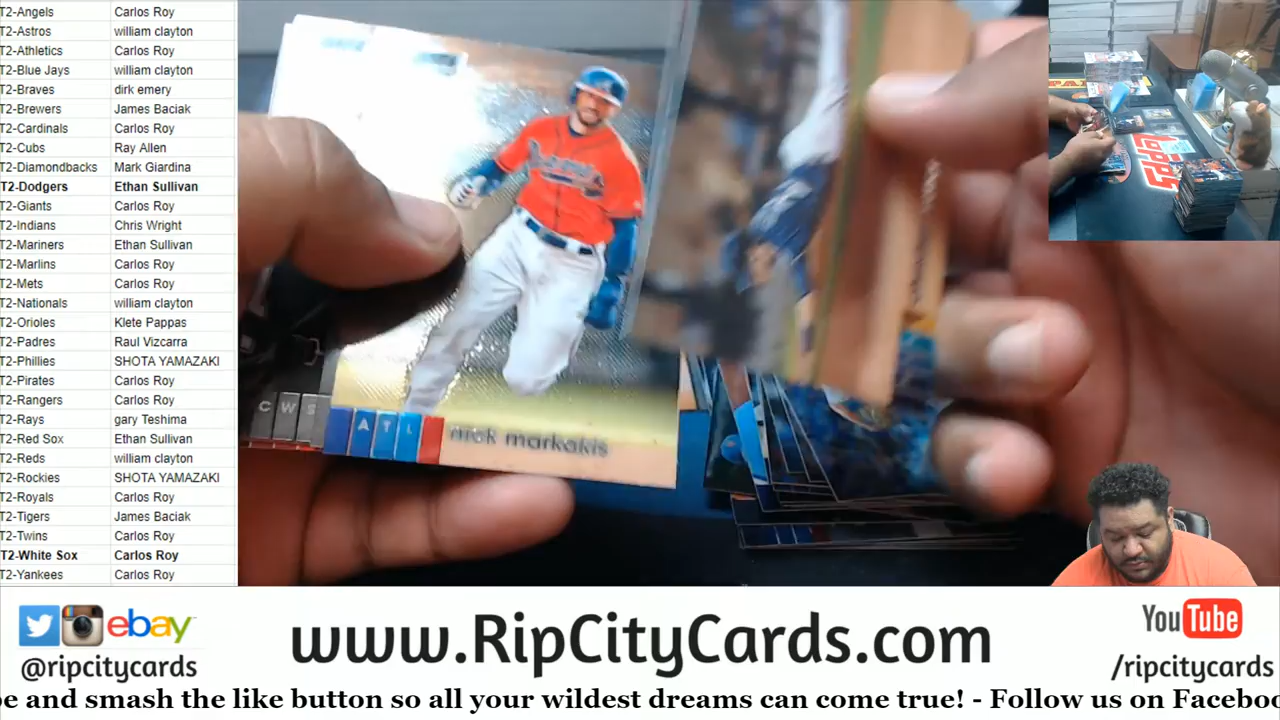 T2-Angels Carlos Roy
T2-Astros william clayton
T2-Athletics Carlos Roy
T2-Blue Jays william clayton
T2-Braves dirk emery
T2-Brewers James Baciak
T2-Cardinals Carlos Roy
T2-Cubs Ray Allen
T2-Diamondbacks Mark Giardina
T2-Dodgers Ethan Sullivan
T2-Giants Carlos Roy
T2-Indians Chris Wright
T2-Mariners Ethan Sullivan
T2-Marlins Carlos Roy
T2-Mets Carlos Roy
T2-Nationals william clayton
T2-Orioles Klete Pappas
T2-Padres Raul Vizcarra
T2-Phillies SHOTA YAMAZAKI
T2-Pirates Carlos Roy
T2-Rangers Carlos Roy
T2-Rays gary Teshima
T2-Red Sox Ethan Sullivan
T2-Reds william clayton
T2-Rockies SHOTA YAMAZAKI
T2-Royals Carlos Roy
T2-Tigers James Baciak
T2-Twins Carlos Roy
T2-White Sox Carlos Roy
T2-Yankees Carlos Roy
CWS
ATL nick markakis
TOPPS
ebay
@ripcitycards
www.RipCityCards.com
YouTube
/ripcitycards
be and smash the like button so all your wildest dreams can come true! - Follow us on Faceboo